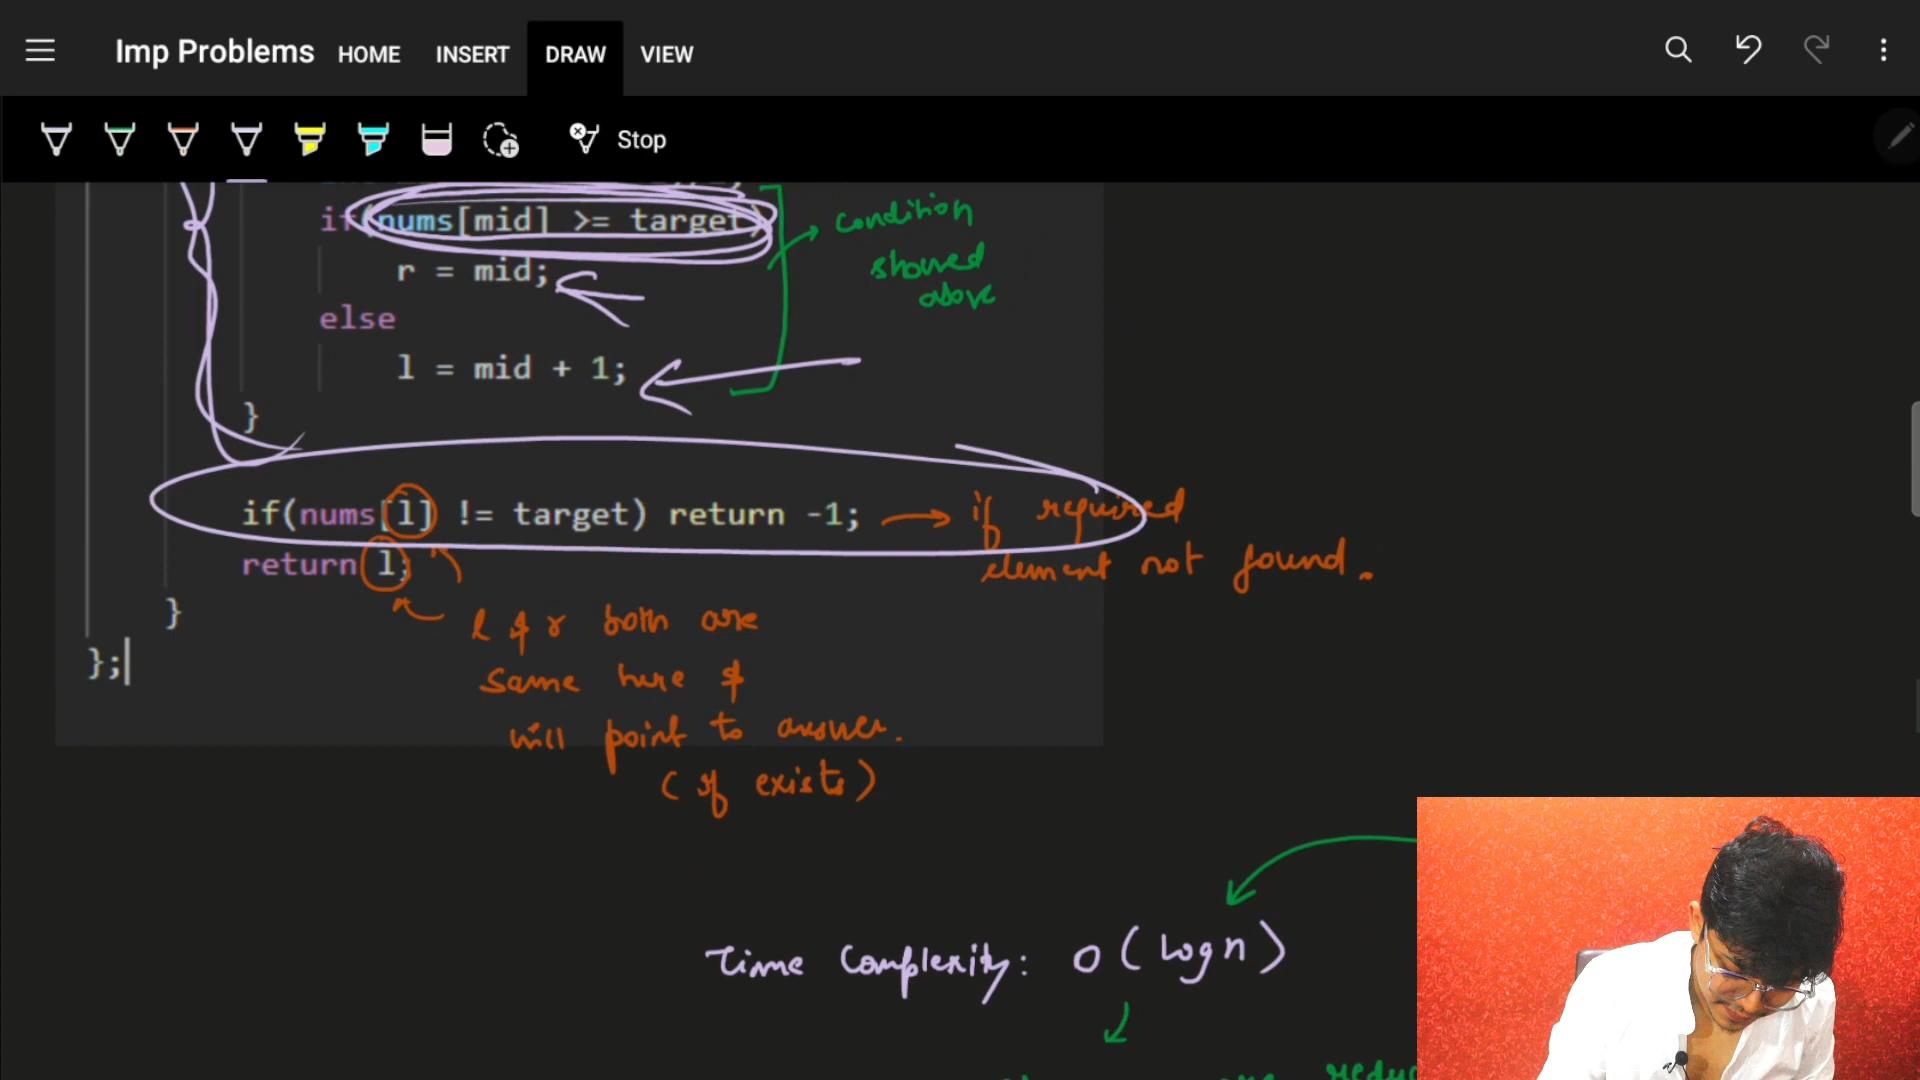 Imp Problems HOME INSERT DRAW VIEW
Stop
if(nums[mid] >= target)
r = mid;
else
l = mid + 1;
}
condition
showed
above
if(nums[l] != target) return -1;
if required
element not found.
return l;
}
};
l & r both are
same here &
will point to answer.
(if exists)
Time Complexity: O(logn)